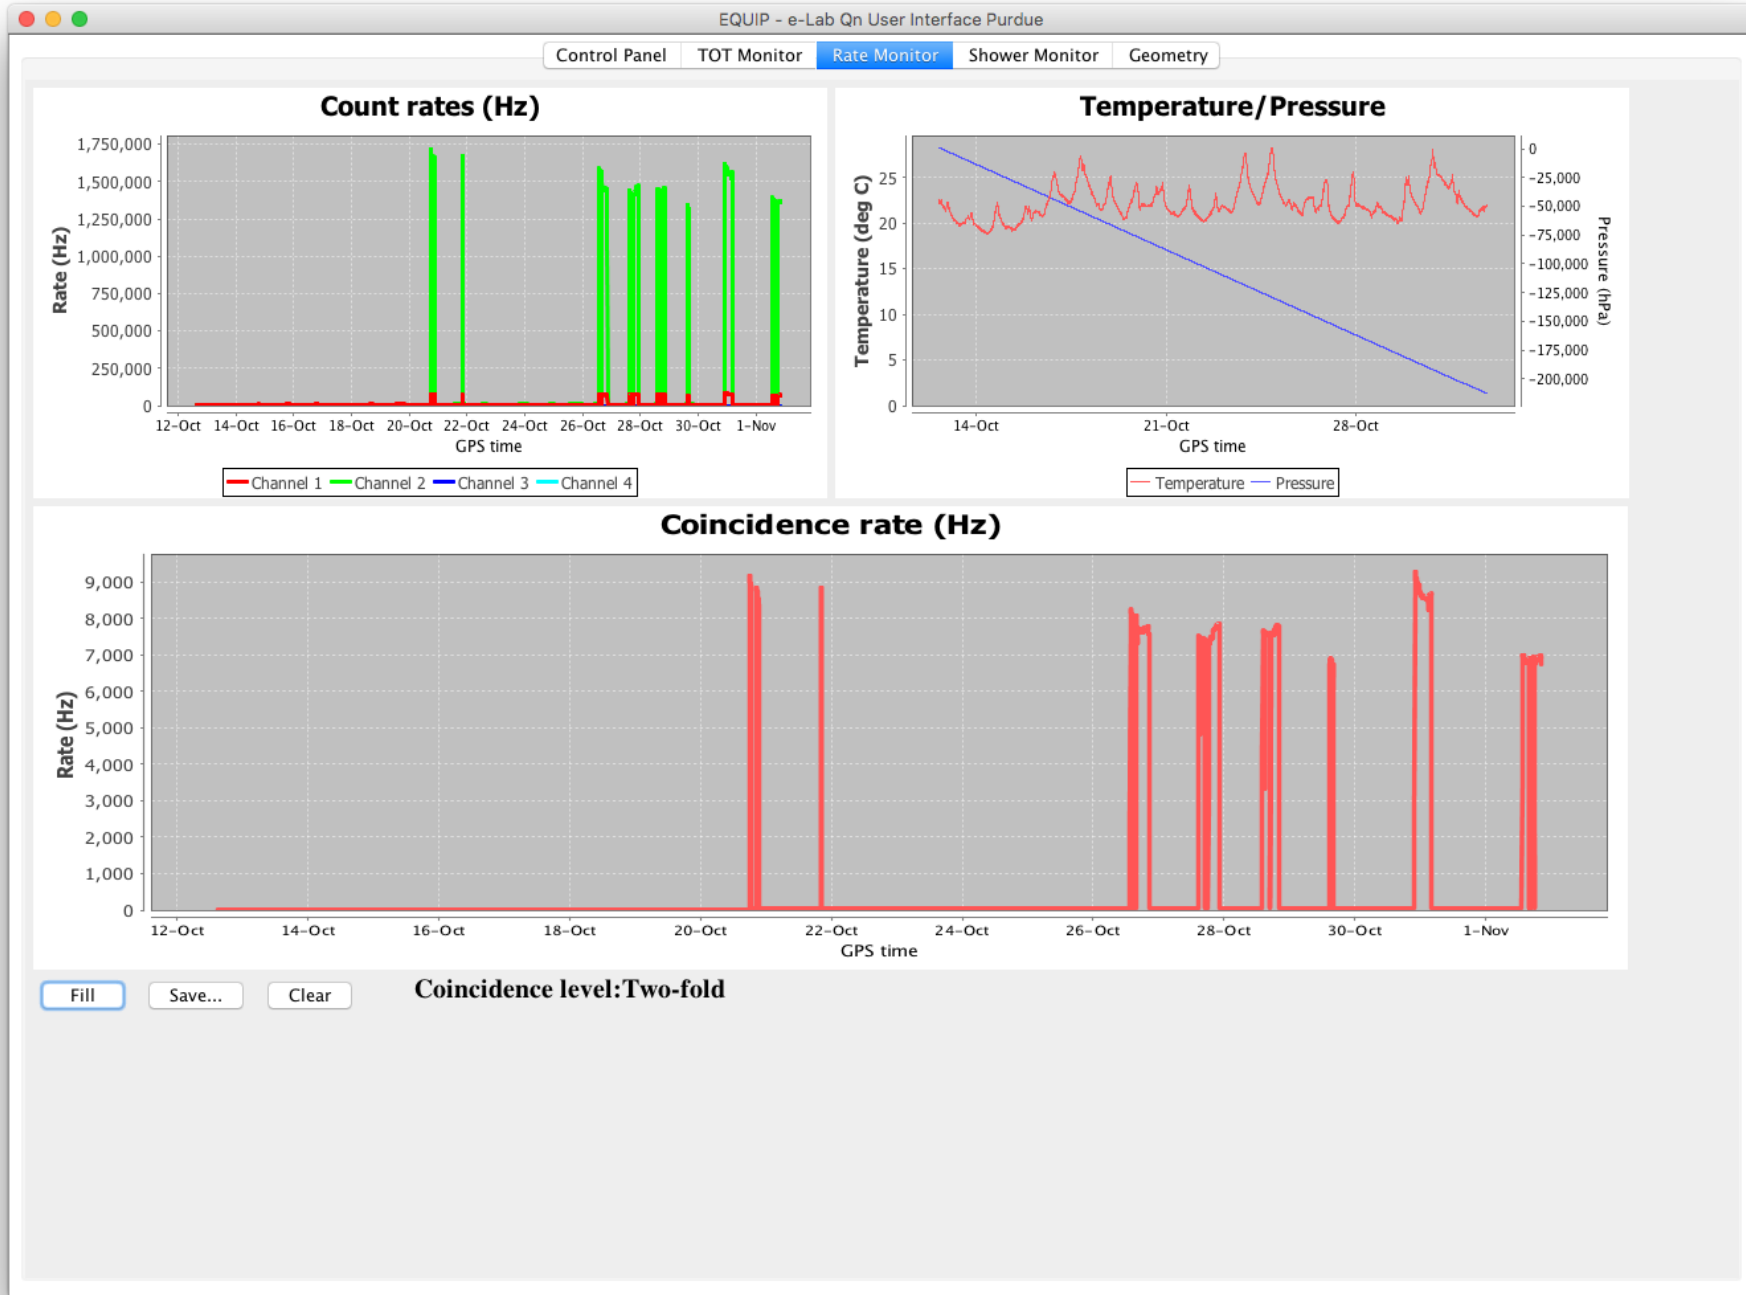 EQUIP - e-Lab Qn User Interface Purdue
Control Panel TOT Monitor Rate Monitor Shower Monitor Geometry
Count rates (Hz)
Rate (Hz)
1,750,000
1,500,000
1,250,000
1,000,000
750,000
500,000
250,000
0
12-Oct 14-Oct 16-Oct 18-Oct 20-Oct 22-Oct 24-Oct 26-Oct 28-Oct 30-Oct 1-Nov
GPS time
Channel 1 Channel 2 Channel 3 Channel 4
Temperature/Pressure
Temperature (deg C)
25
20
15
10
5
0
0
-25,000
-50,000
-75,000
-100,000
-125,000
-150,000
-175,000
-200,000
Pressure (hPa)
14-Oct 21-Oct 28-Oct
GPS time
Temperature Pressure
Coincidence rate (Hz)
Rate (Hz)
9,000
8,000
7,000
6,000
5,000
4,000
3,000
2,000
1,000
0
12-Oct 14-Oct 16-Oct 18-Oct 20-Oct 22-Oct 24-Oct 26-Oct 28-Oct 30-Oct 1-Nov
GPS time
Fill Save... Clear Coincidence level:Two-fold